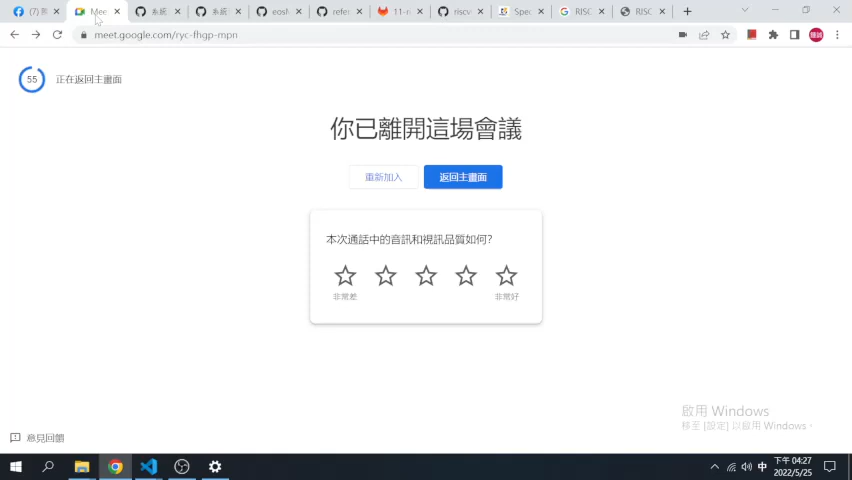 (7)
Mee
系統
系統
eosf
refer
11-ri
riscv
Spec
RISC
RISC
meet.google.com/ryc-fhgp-mpn
55
正在返回主畫面
你已離開這場會議
重新加入
返回主畫面
本次通話中的音訊和視訊品質如何?
非常差
非常好
啟用 Windows
移至 [設定] 以啟用 Windows。
意見回饋
中
下午 04:27
2022/5/25